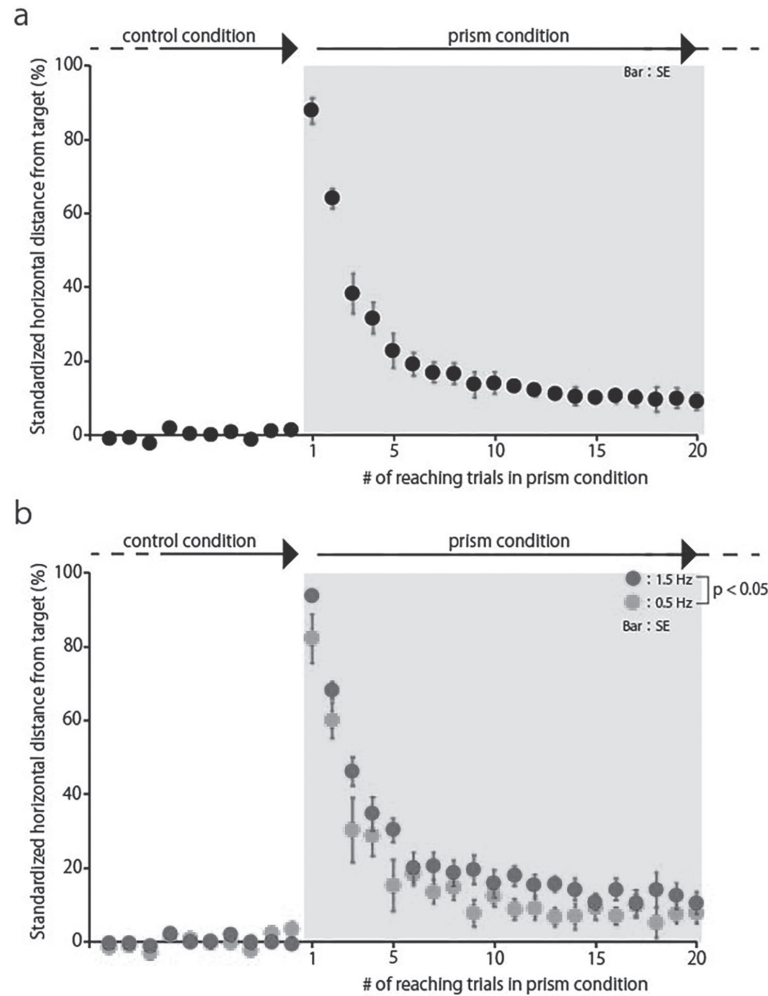 a
control condition
prism condition
Standardized horizontal distance from target (%)
100
80
60
40
20
0
Bar : SE
1
5
10
15
20
# of reaching trials in prism condition
b
control condition
prism condition
Standardized horizontal distance from target (%)
100
80
60
40
20
0
: 1.5 Hz
: 0.5 Hz
p < 0.05
Bar : SE
1
5
10
15
20
# of reaching trials in prism condition